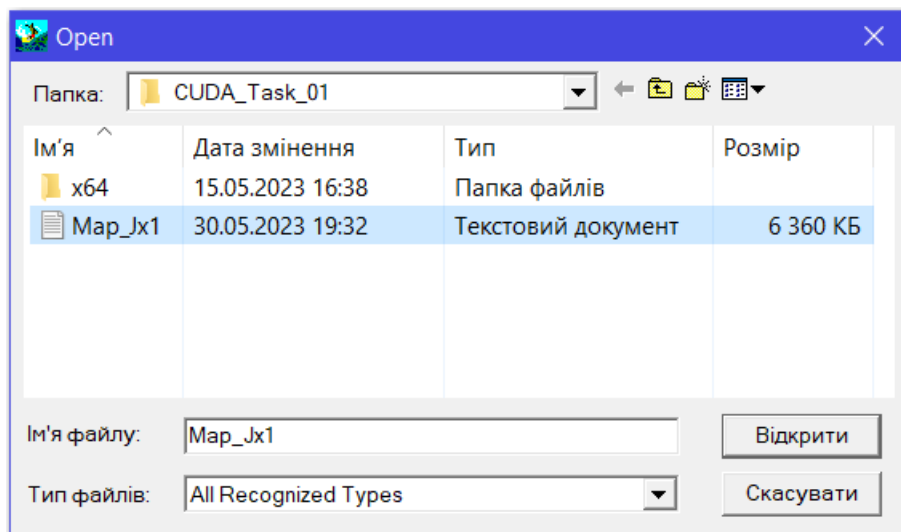 Open
Папка: CUDA_Task_01
Ім'я Дата змінення Тип Розмір
x64 15.05.2023 16:38 Папка файлів
Map_Jx1 30.05.2023 19:32 Текстовий документ 6 360 КБ
Ім'я файлу: Map_Jx1 Відкрити
Тип файлів: All Recognized Types Скасувати